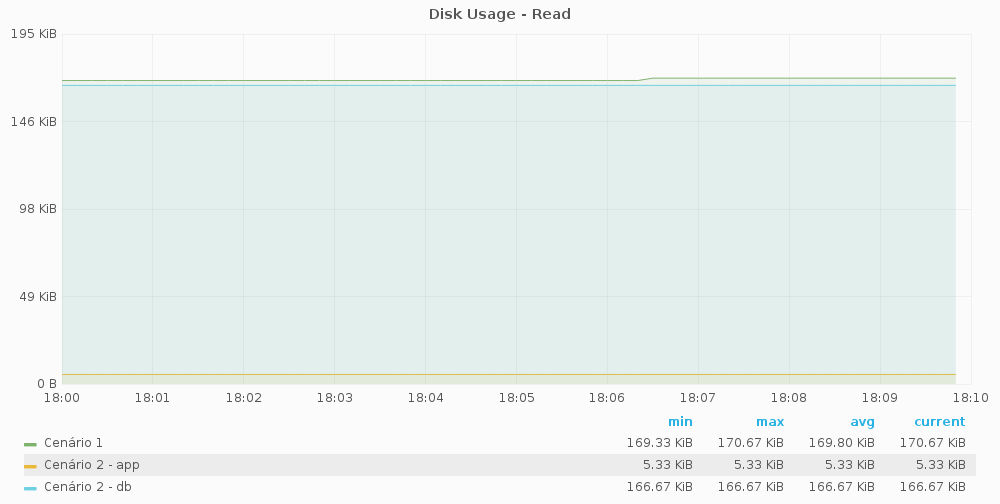 Disk Usage - Read
195 KiB
146 KiB
98 KiB
49 KiB
0 B
18:00 18:01 18:02 18:03 18:04 18:05 18:06 18:07 18:08 18:09 18:10
min max avg current
Cenário 1 169.33 KiB 170.67 KiB 169.80 KiB 170.67 KiB
Cenário 2 - app 5.33 KiB 5.33 KiB 5.33 KiB 5.33 KiB
Cenário 2 - db 166.67 KiB 166.67 KiB 166.67 KiB 166.67 KiB